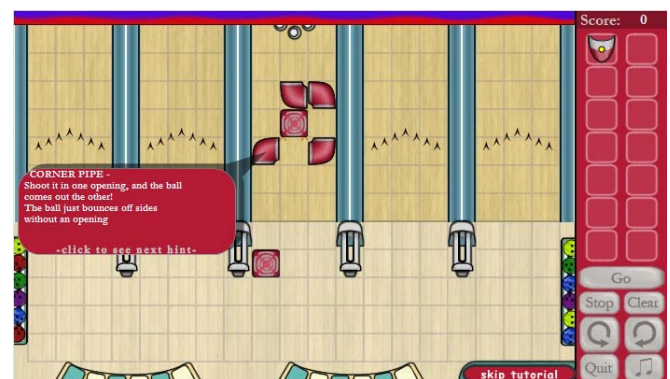 Score: 0
- CORNER PIPE -
Shoot it in one opening, and the ball
comes out the other!
The ball just bounces off sides
without an opening
-click to see next hint-
Go
Stop Clear
Quit
skip tutorial